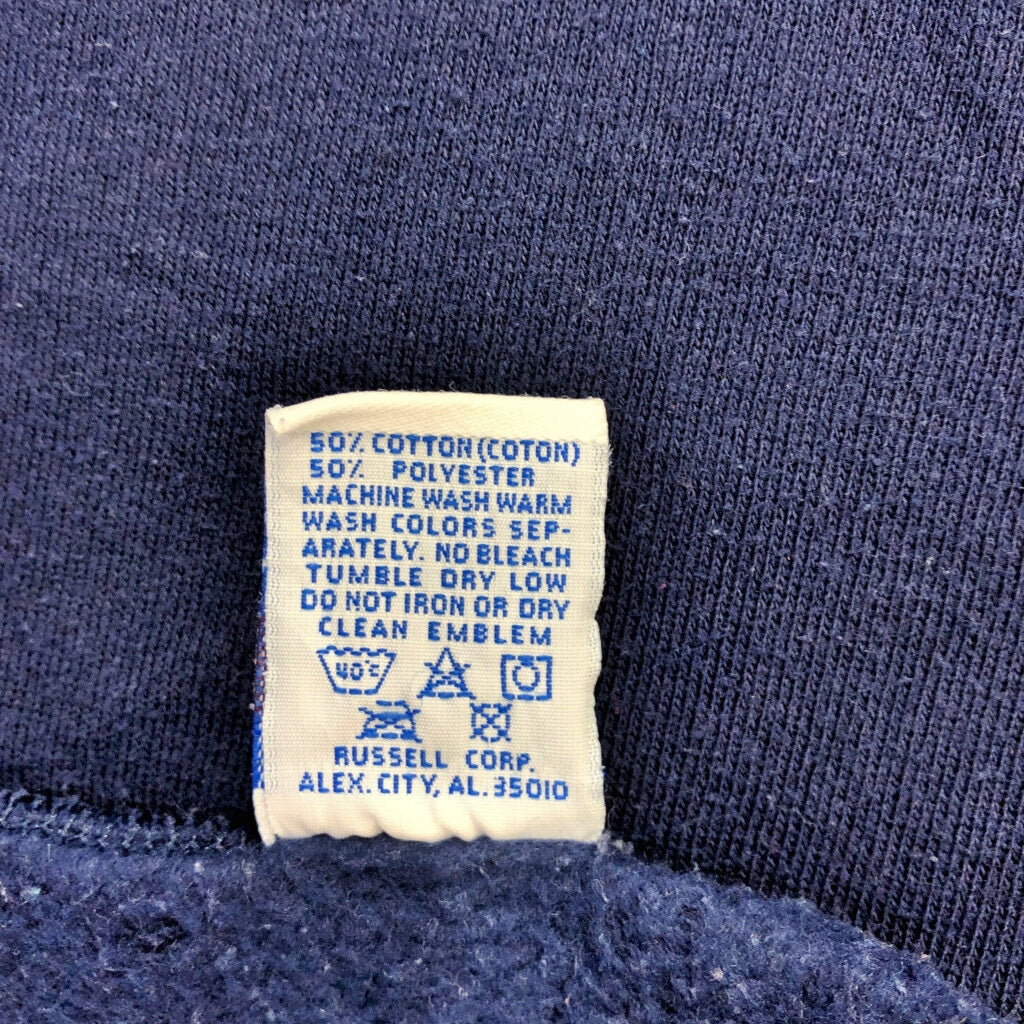 50% COTTON (COTON)
50% POLYESTER
MACHINE WASH WARM
WASH COLORS SEP-
ARATELY. NO BLEACH
TUMBLE DRY LOW
DO NOT IRON OR DRY
CLEAN EMBLEM
40°C
RUSSELL CORP.
ALEX. CITY, AL. 35010